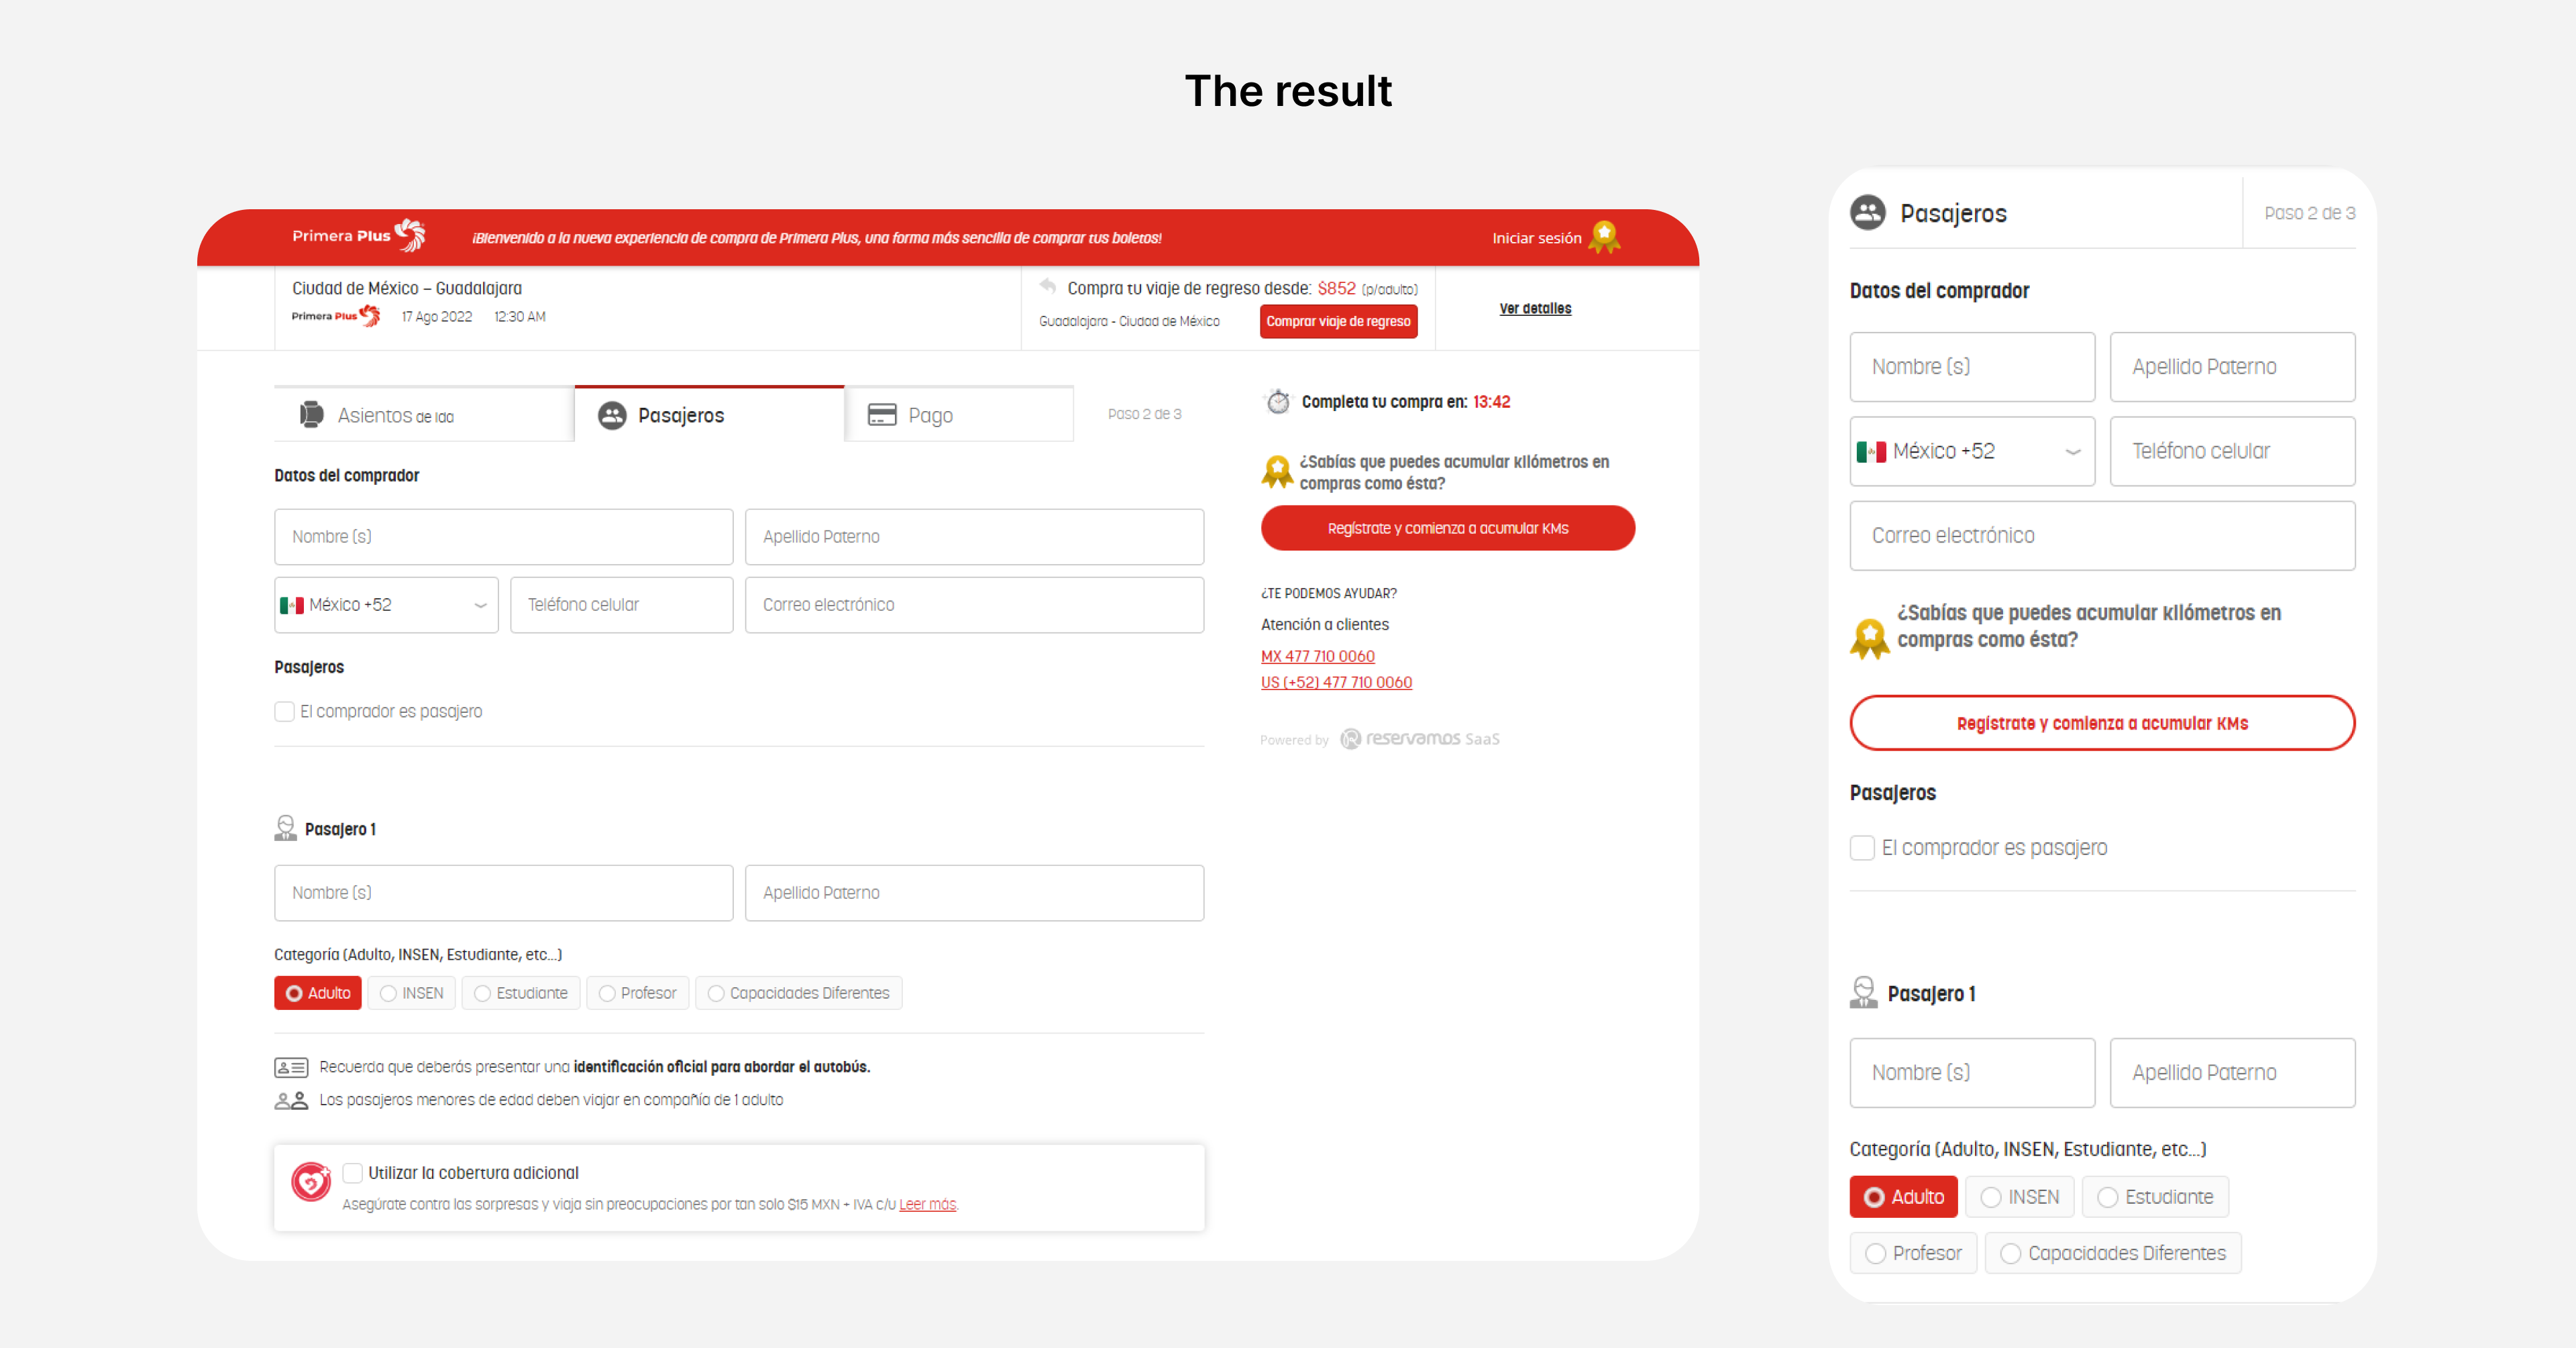 The result
Primera Plus
¡Bienvenido a la nueva experiencia de compra de Primera Plus, una forma más sencilla de comprar tus boletos!
Iniciar sesión
Ciudad de México – Guadalajara
Primera Plus 17 Ago 2022 12:30 AM
Compra tu viaje de regreso desde: $852 (p/adulto)
Guadalajara - Ciudad de México
Comprar viaje de regreso
Ver detalles
Asientos de Ida
Pasajeros
Pago
Paso 2 de 3
Datos del comprador
Nombre (s)
Apellido Paterno
México +52
Teléfono celular
Correo electrónico
Pasajeros
El comprador es pasajero
Pasajero 1
Nombre (s)
Apellido Paterno
Categoría (Adulto, INSEN, Estudiante, etc...)
Adulto
INSEN
Estudiante
Profesor
Capacidades Diferentes
Recuerda que deberás presentar una identificación oficial para abordar el autobús.
Los pasajeros menores de edad deben viajar en compañía de 1 adulto
Utilizar la cobertura adicional
Asegúrate contra las sorpresas y viaja sin preocupaciones por tan solo $15 MXN + IVA c/u Leer más.
Completa tu compra en: 13:42
¿Sabías que puedes acumular kilómetros en
compras como ésta?
Regístrate y comienza a acumular KMs
¿TE PODEMOS AYUDAR?
Atención a clientes
MX 477 710 0060
US (+52) 477 710 0060
Powered by reservamos SaaS
Pasajeros
Paso 2 de 3
Datos del comprador
Nombre (s)
Apellido Paterno
México +52
Teléfono celular
Correo electrónico
¿Sabías que puedes acumular kilómetros en
compras como ésta?
Regístrate y comienza a acumular KMs
Pasajeros
El comprador es pasajero
Pasajero 1
Nombre (s)
Apellido Paterno
Categoría (Adulto, INSEN, Estudiante, etc...)
Adulto
INSEN
Estudiante
Profesor
Capacidades Diferentes